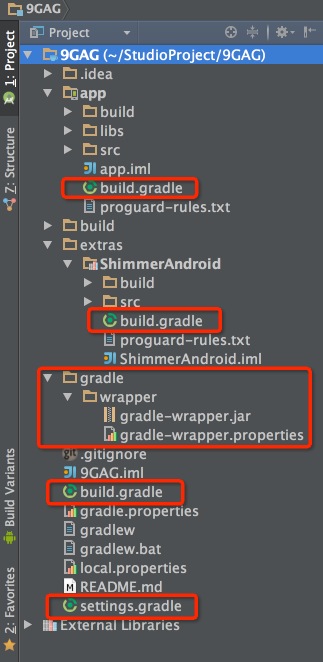 9GAG
1: Project
Project
9GAG (~/StudioProject/9GAG)
.idea
app
build
libs
src
app.iml
build.gradle
proguard-rules.txt
build
extras
ShimmerAndroid
build
src
build.gradle
proguard-rules.txt
ShimmerAndroid.iml
gradle
wrapper
gradle-wrapper.jar
gradle-wrapper.properties
.gitignore
9GAG.iml
build.gradle
gradle.properties
gradlew
gradlew.bat
local.properties
README.md
settings.gradle
External Libraries
Z: Structure
Build Variants
2: Favorites